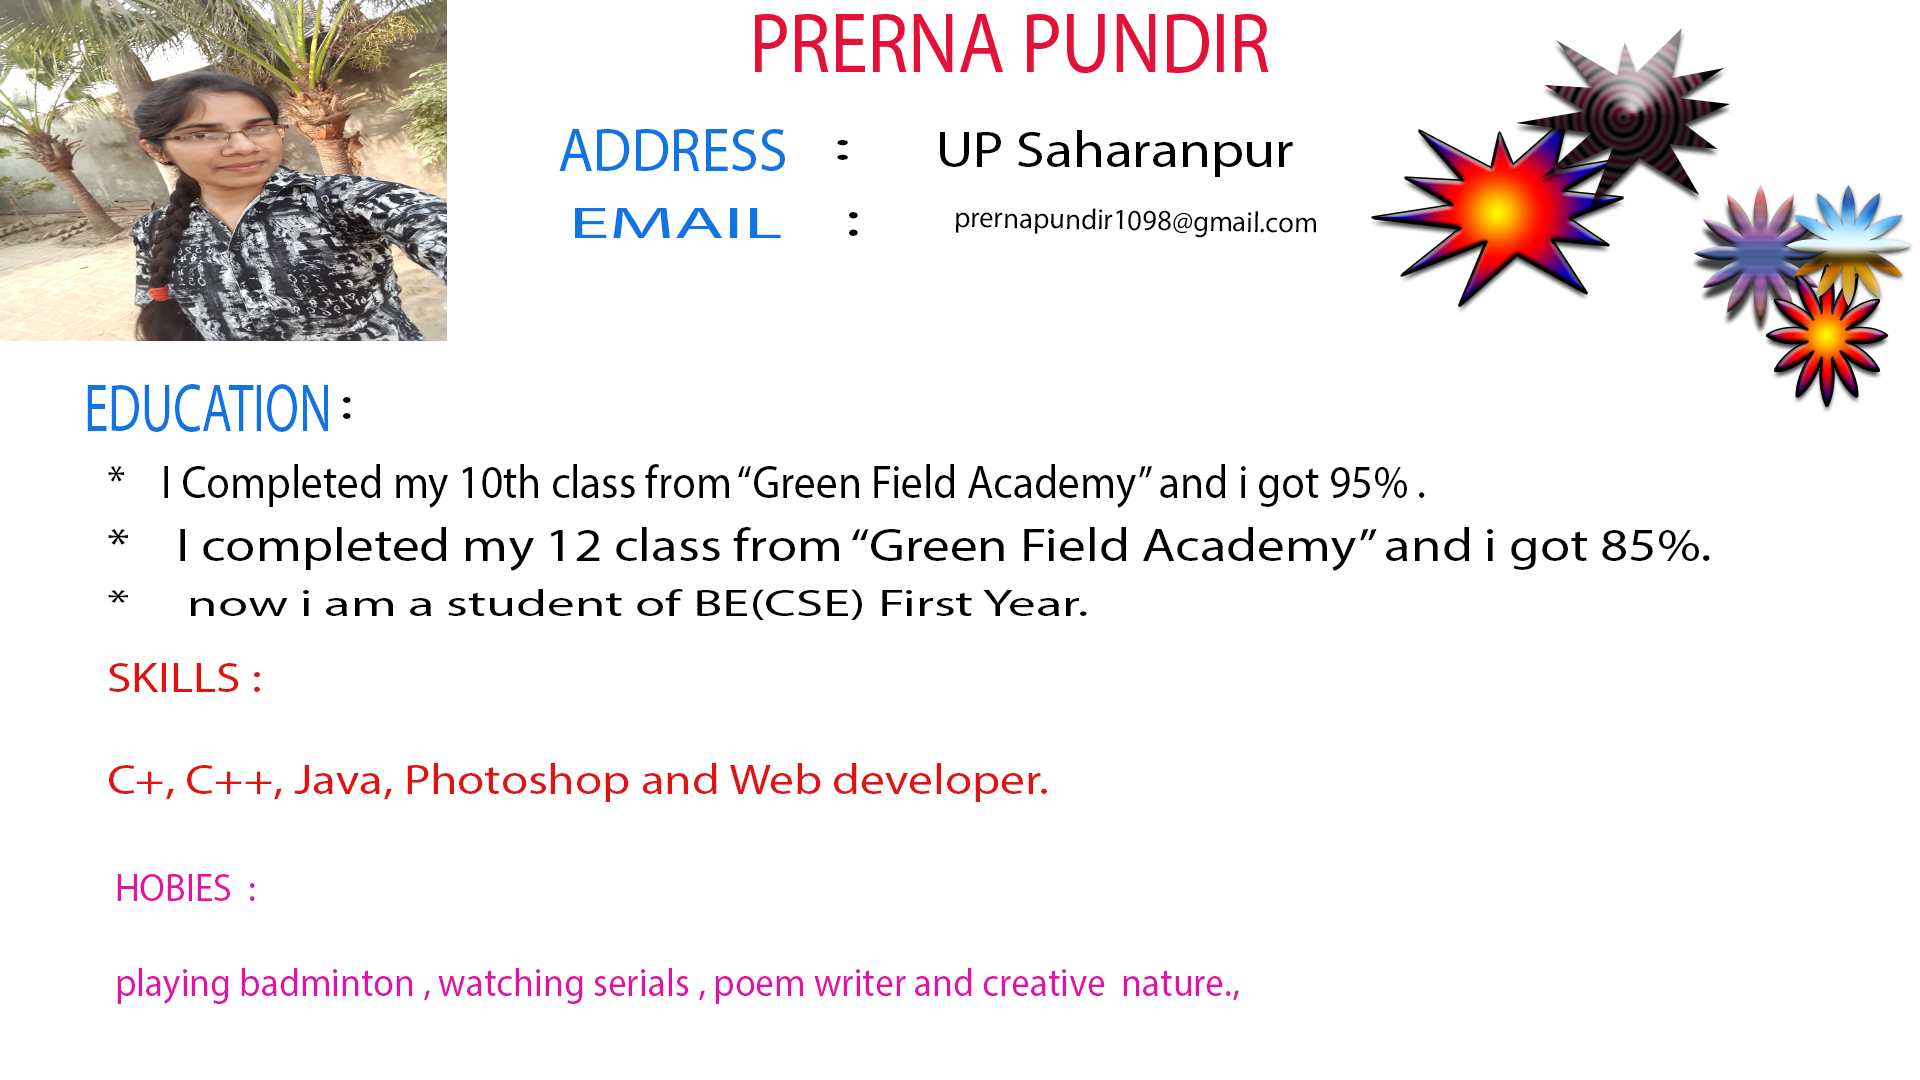 PRERNA PUNDIR
ADDRESS : UP Saharanpur
EMAIL : prernapundir1098@gmail.com
EDUCATION :
* I Completed my 10th class from “Green Field Academy” and i got 95% .
* I completed my 12 class from “Green Field Academy” and i got 85%.
* now i am a student of BE(CSE) First Year.
SKILLS :
C+, C++, Java, Photoshop and Web developer.
HOBIES :
playing badminton , watching serials , poem writer and creative nature.,